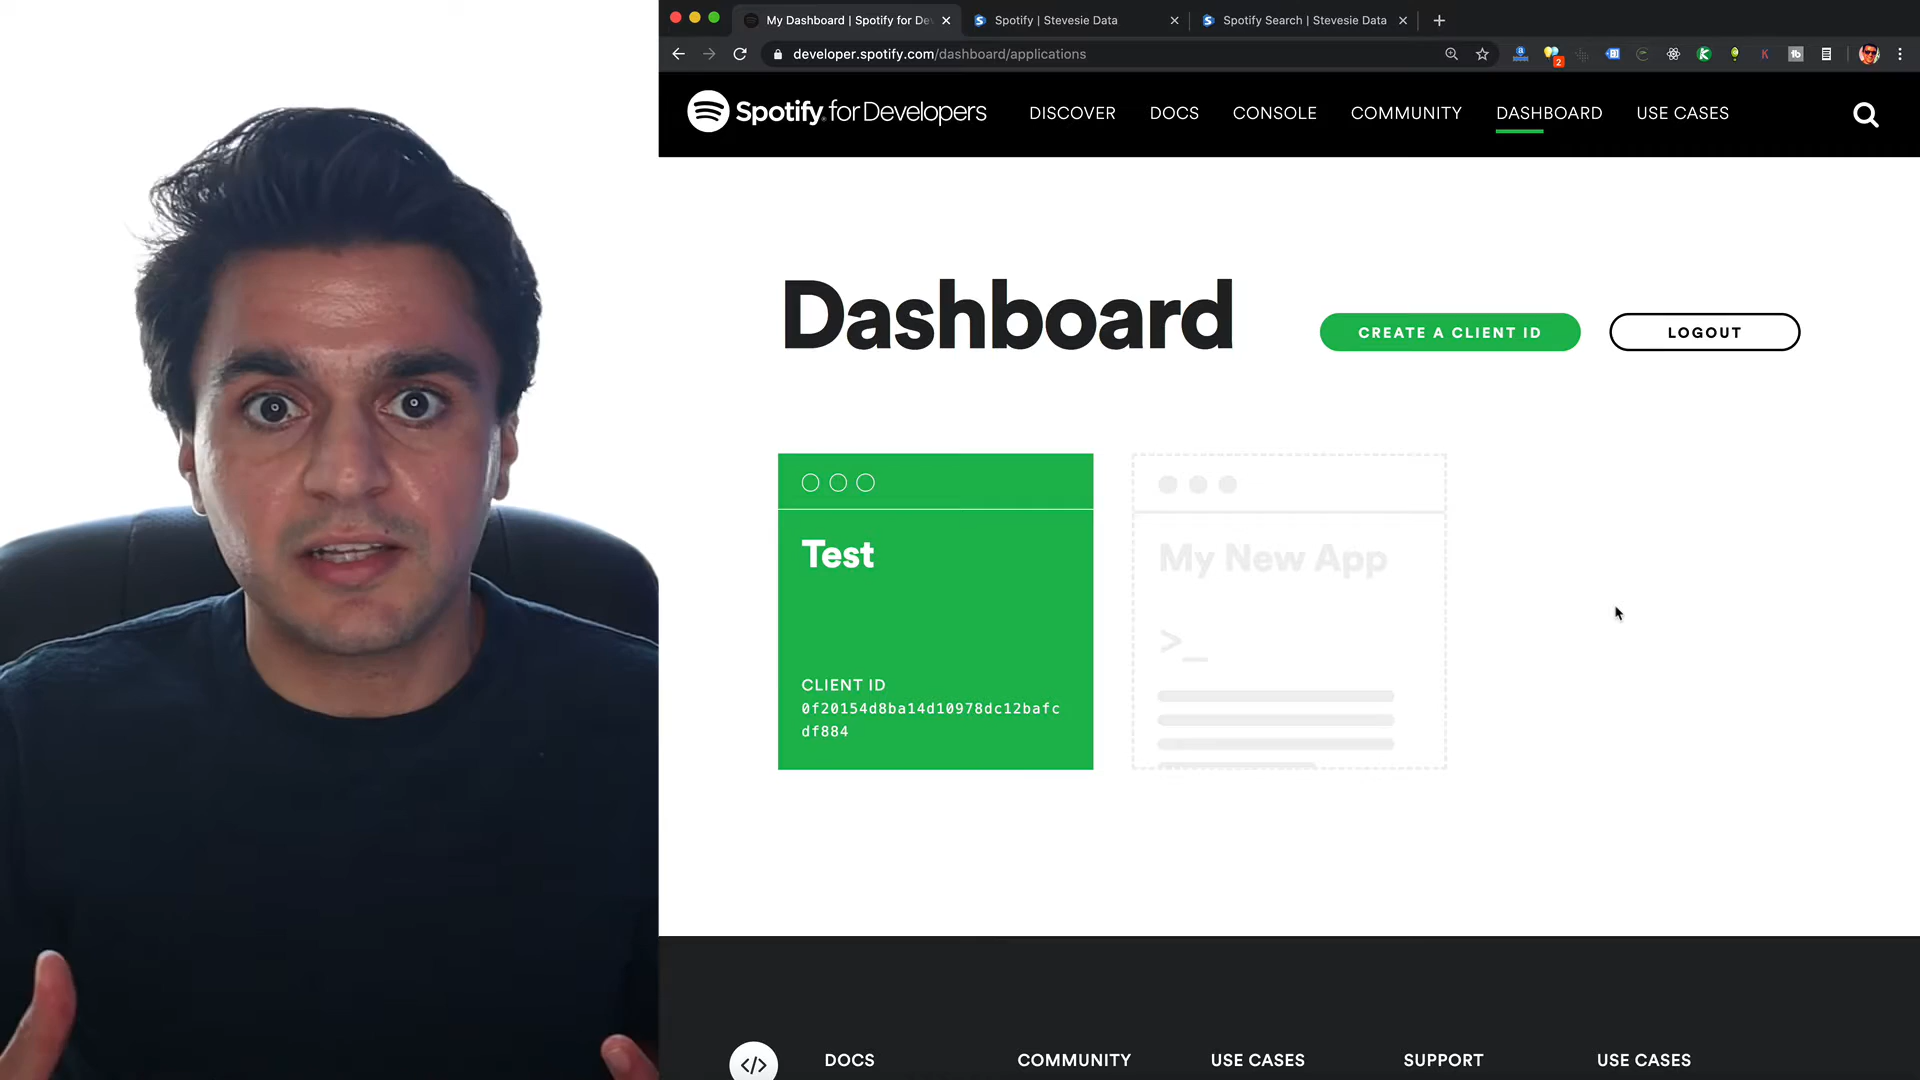 My Dashboard | Spotify for De
Spotify | Stevesie Data
Spotify Search | Stevesie Data
developer.spotify.com/dashboard/applications
2
Spotify for Developers
DISCOVER
DOCS
CONSOLE
COMMUNITY
DASHBOARD
USE CASES
Dashboard
CREATE A CLIENT ID
LOGOUT
Test
CLIENT ID
0f20154d8ba14d10978dc12bafc
df884
My New App
>_
</>
DOCS
COMMUNITY
USE CASES
SUPPORT
USE CASES